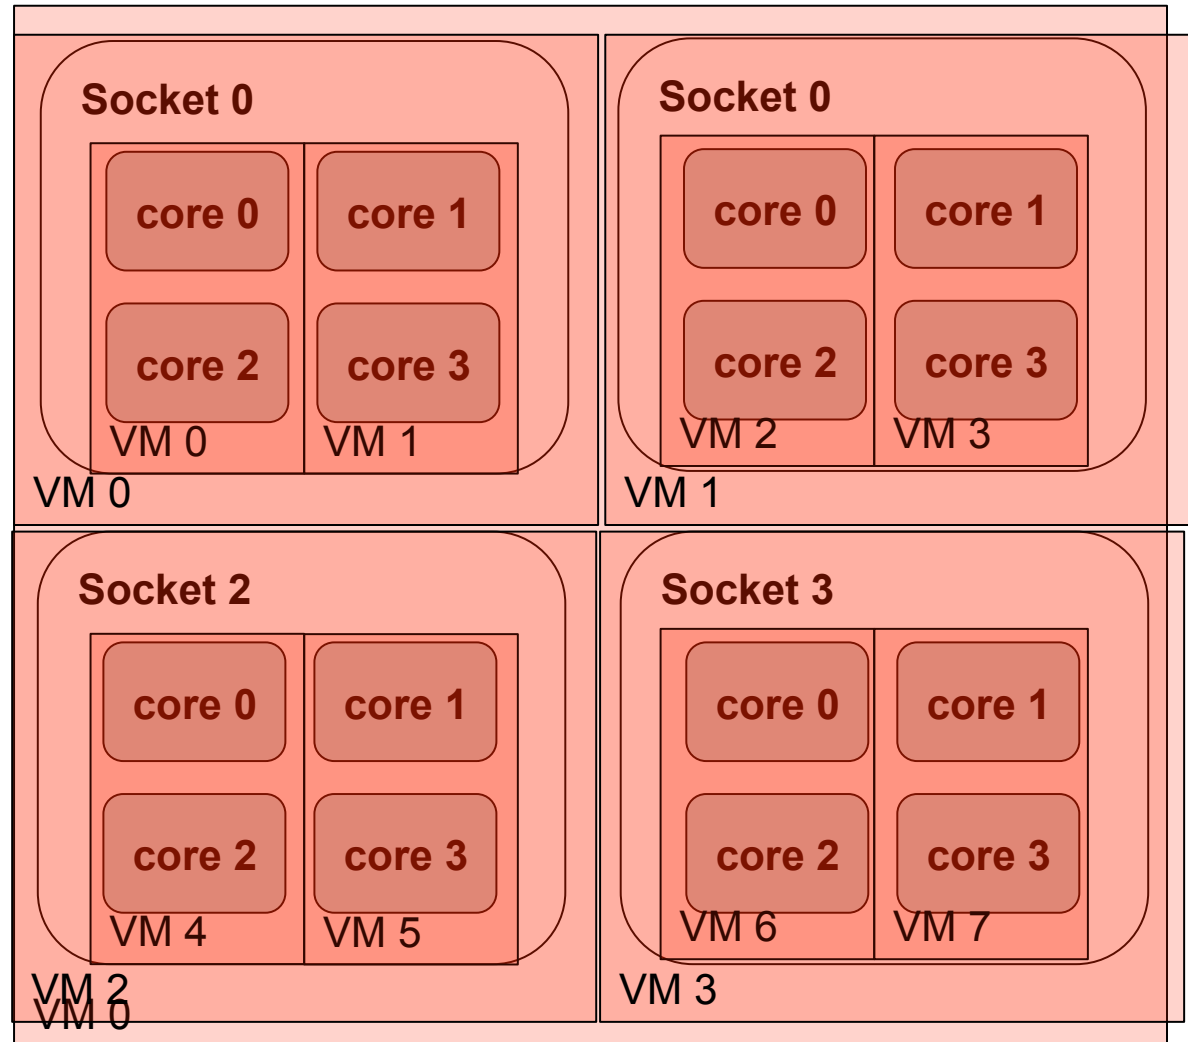 Socket 0
Socket 0
core 0 core 1
core 0 core 1
core 2 core 3
core 2 core 3
VM 0 VM 1
VM 2 VM 3
VM 0
VM 1
Socket 2
Socket 3
core 0 core 1
core 0 core 1
core 2 core 3
core 2 core 3
VM 4 VM 5
VM 6 VM 7
VM 2
VM 3
VM 0